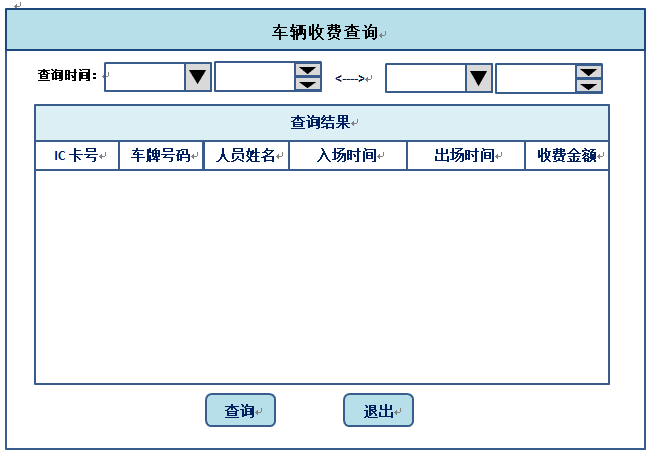 车辆收费查询
查询时间： <---->
查询结果
IC 卡号 车牌号码 人员姓名 入场时间 出场时间 收费金额
查询 退出